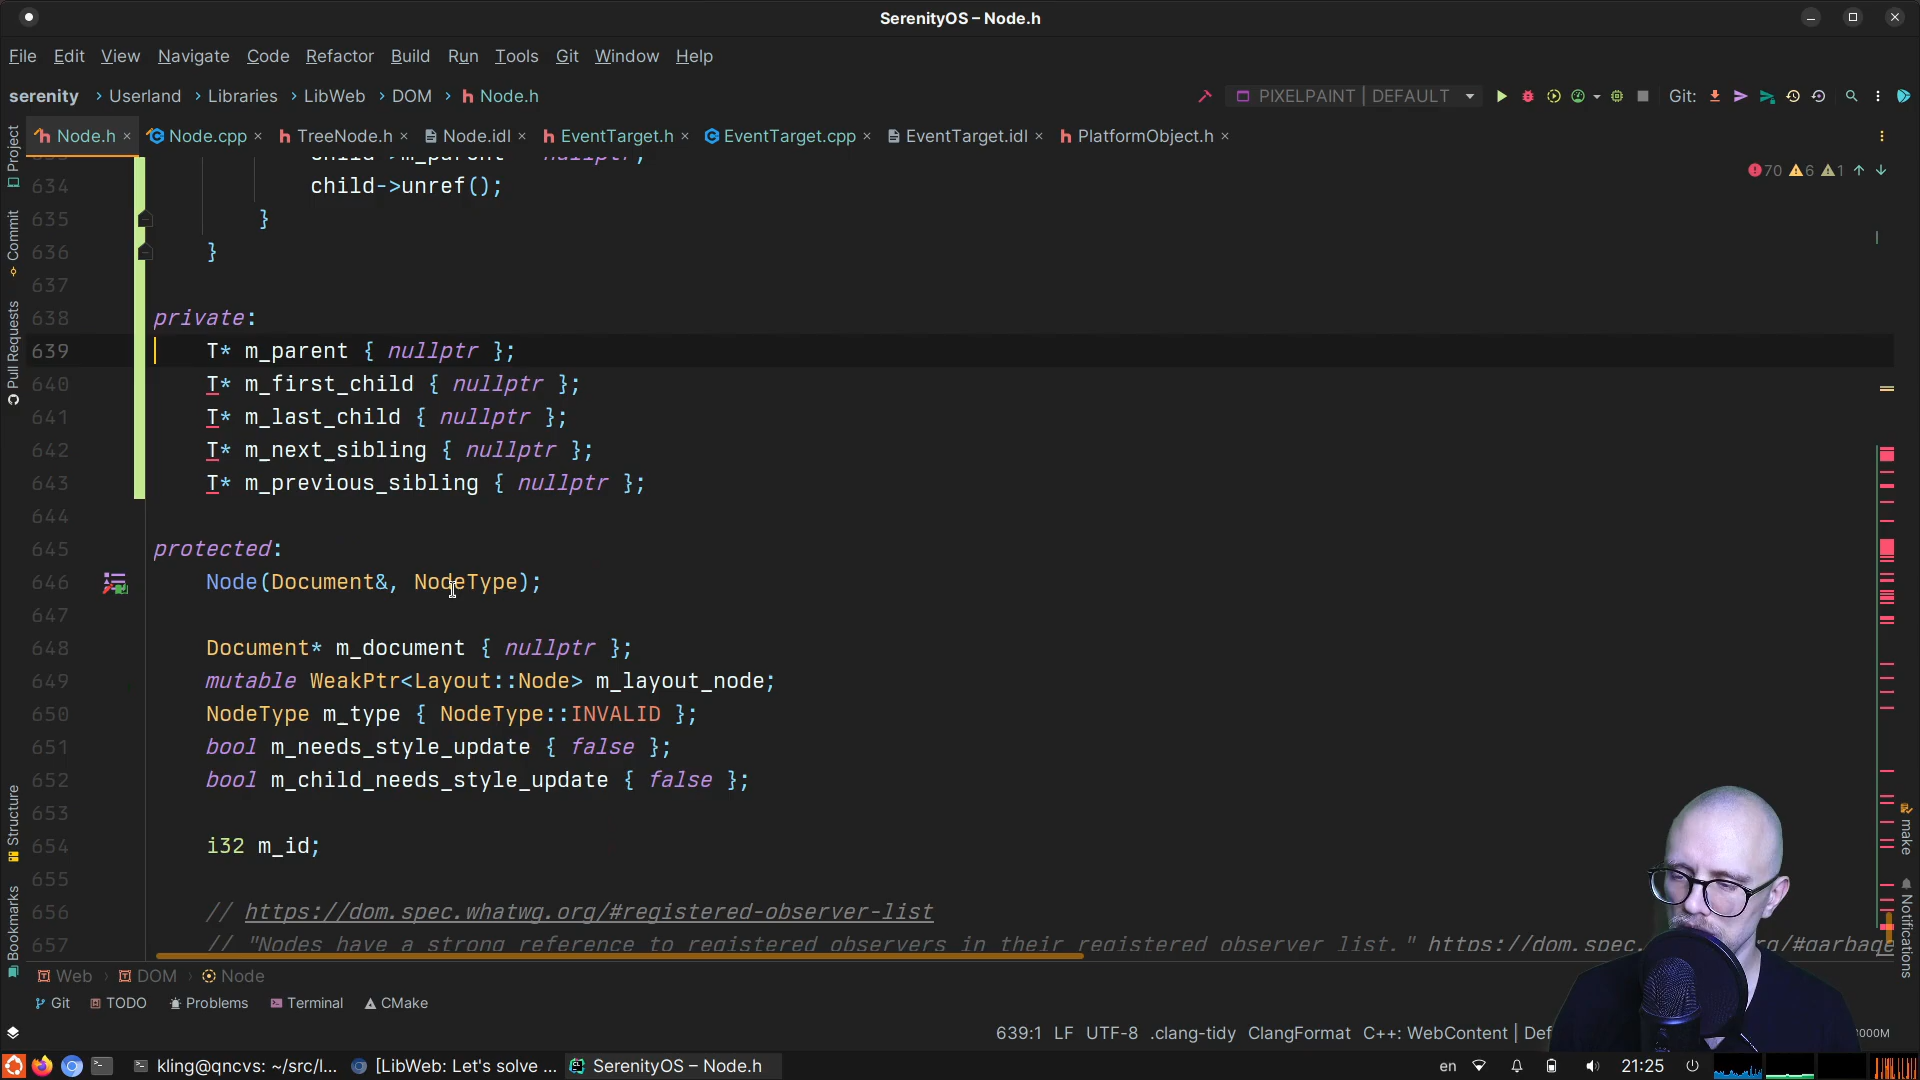 SerenityOS – Node.h
File Edit View Navigate Code Refactor Build Run Tools Git Window Help
serenity › Userland › Libraries › LibWeb › DOM › Node.h
PIXELPAINT | DEFAULT
Git:
Node.h × Node.cpp × TreeNode.h × Node.idl × EventTarget.h × EventTarget.cpp × EventTarget.idl × PlatformObject.h ×
70 6 1
634 child->unref();
635 }
636 }
637
638 private:
639 T* m_parent { nullptr };
640 T* m_first_child { nullptr };
641 T* m_last_child { nullptr };
642 T* m_next_sibling { nullptr };
643 T* m_previous_sibling { nullptr };
644
645 protected:
646 Node(Document&, NodeType);
647
648 Document* m_document { nullptr };
649 mutable WeakPtr<Layout::Node> m_layout_node;
650 NodeType m_type { NodeType::INVALID };
651 bool m_needs_style_update { false };
652 bool m_child_needs_style_update { false };
653
654 i32 m_id;
655
656 // https://dom.spec.whatwg.org/#registered-observer-list
657 // "Nodes have a strong reference to registered observers in their registered observer list." https://dom.spec.
Project
Commit
Pull Requests
Structure
Bookmarks
make
Notifications
Web › DOM › Node
Git TODO Problems Terminal CMake
639:1 LF UTF-8 .clang-tidy ClangFormat C++: WebContent |
kling@qncvs: ~/src/l... [LibWeb: Let's solve ... SerenityOS – Node.h
en 21:25